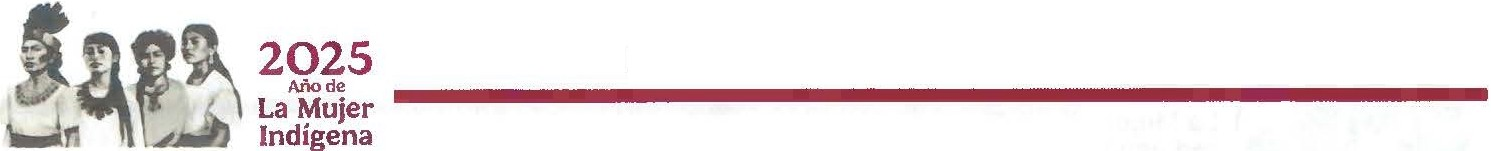 2025
Año de
La Mujer
Indígena